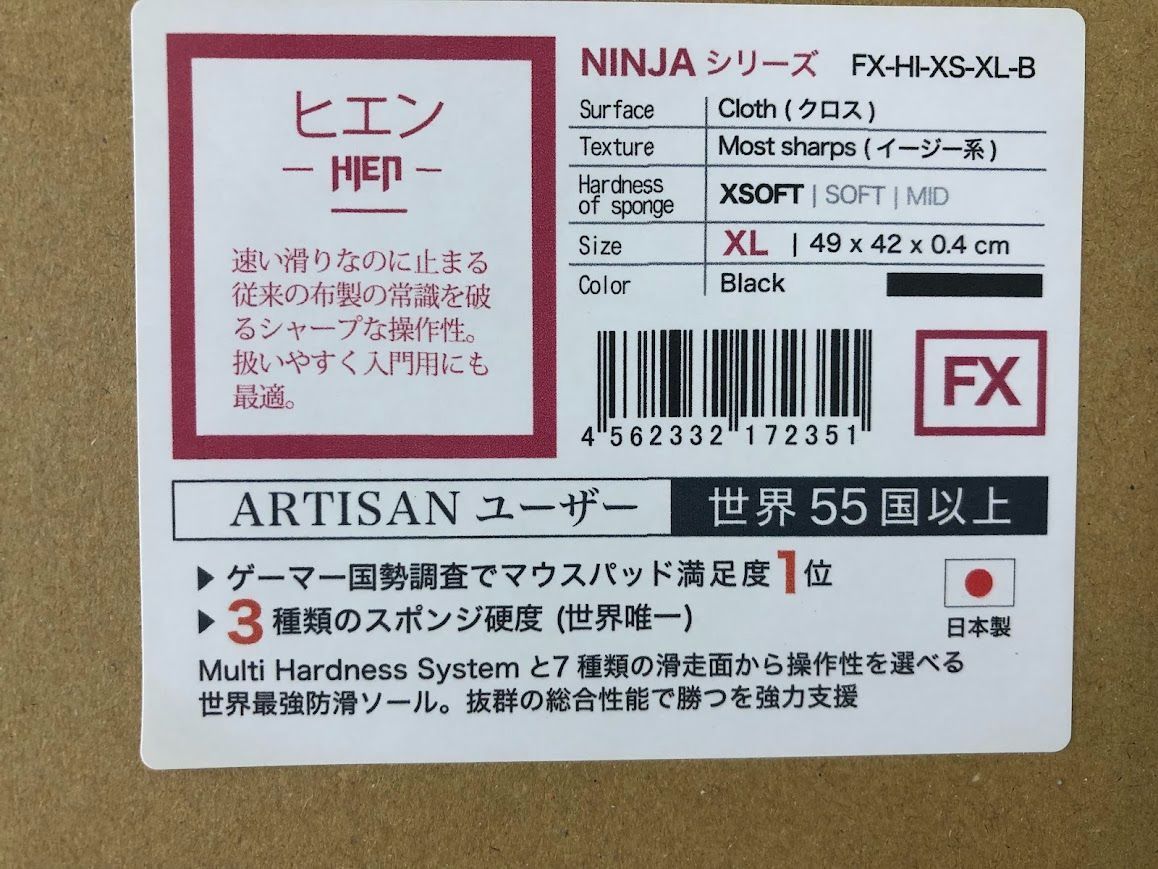 ヒエン
HIEN
速い滑りなのに止まる
従来の布製の常識を破
るシャープな操作性。
扱いやすく入門用にも
最適。
NINJA シリーズ FX-HI-XS-XL-B
Surface Cloth ( クロス )
Texture Most sharps ( イージー系 )
Hardness
of sponge XSOFT | SOFT | MID
Size XL | 49 x 42 x 0.4 cm
Color Black
4 562332 172351
FX
ARTISAN ユーザー 世界 55 国以上
▶ ゲーマー国勢調査でマウスパッド満足度 1 位
▶ 3 種類のスポンジ硬度 (世界唯一)
日本製
Multi Hardness System と7 種類の滑走面から操作性を選べる
世界最強防滑ソール。抜群の総合性能で勝つを強力支援